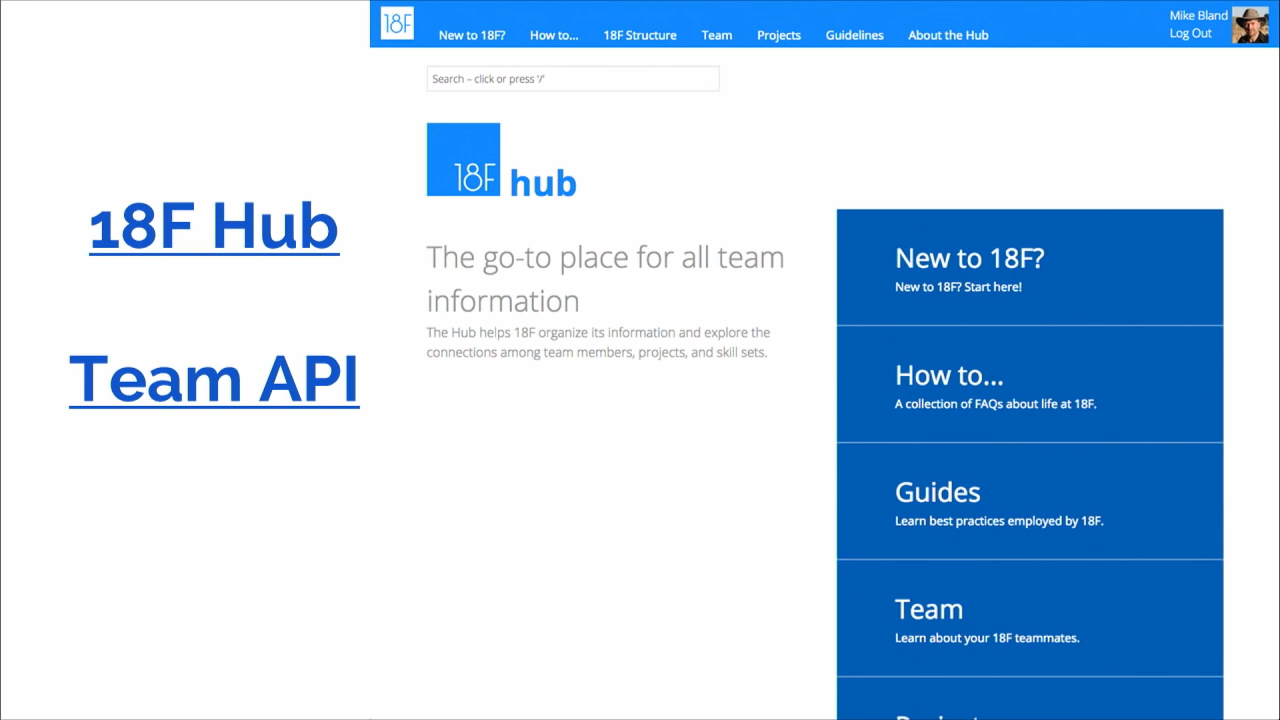 18F Hub
Team API
18F
New to 18F? How to... 18F Structure Team Projects Guidelines About the Hub
Mike Bland
Log Out
Search – click or press '/'
18F hub
The go-to place for all team
information
The Hub helps 18F organize its information and explore the
connections among team members, projects, and skill sets.
New to 18F?
New to 18F? Start here!
How to...
A collection of FAQs about life at 18F.
Guides
Learn best practices employed by 18F.
Team
Learn about your 18F teammates.